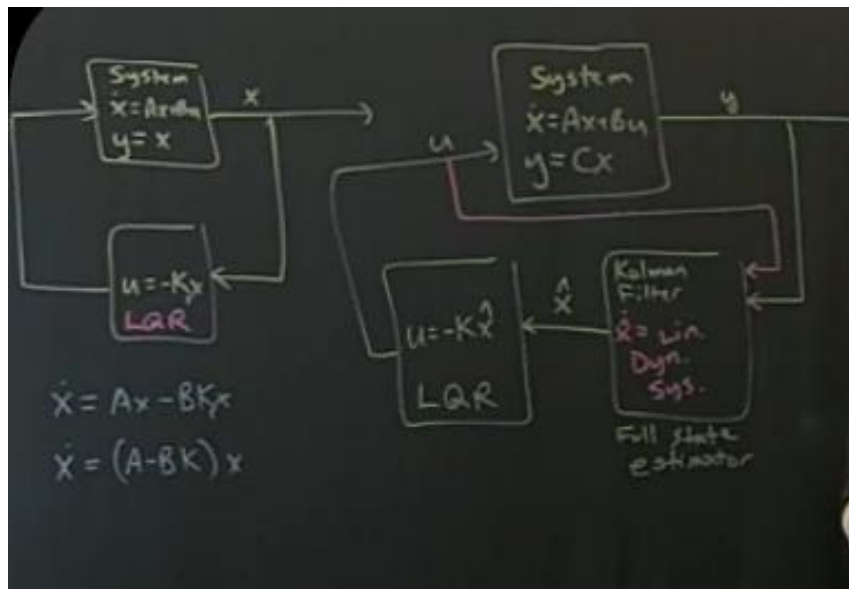 System
ẋ = Ax+Bu
y = x
x
u = -Kx
LQR
ẋ = Ax - BKx
ẋ = (A-BK) x
System
ẋ = Ax+Bu
y = Cx
y
u
Kalman
Filter
x̂̇ = Lin.
Dyn.
Sys.
Full state
estimator
x̂
u = -Kx̂
LQR